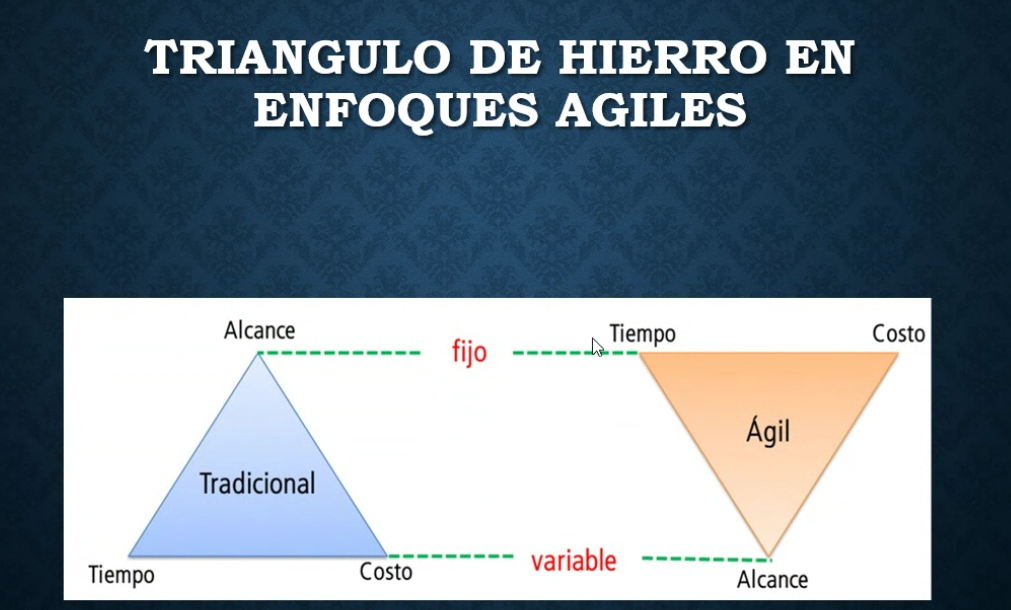 TRIANGULO DE HIERRO EN
ENFOQUES AGILES
Alcance
fijo
Tiempo
Costo
Ágil
Tradicional
variable
Tiempo
Costo
Alcance